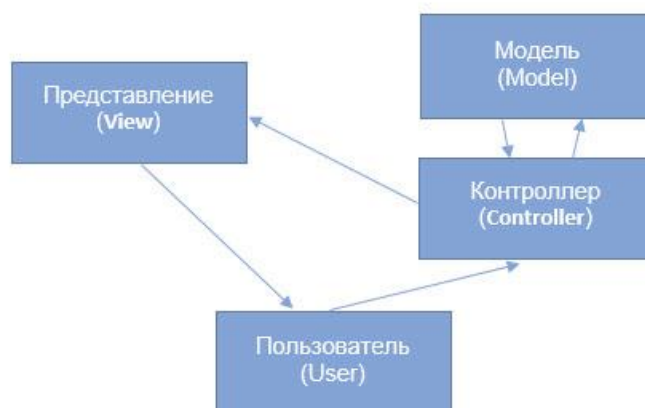 Модель
(Model)
Представление
(View)
Контроллер
(Controller)
Пользователь
(User)